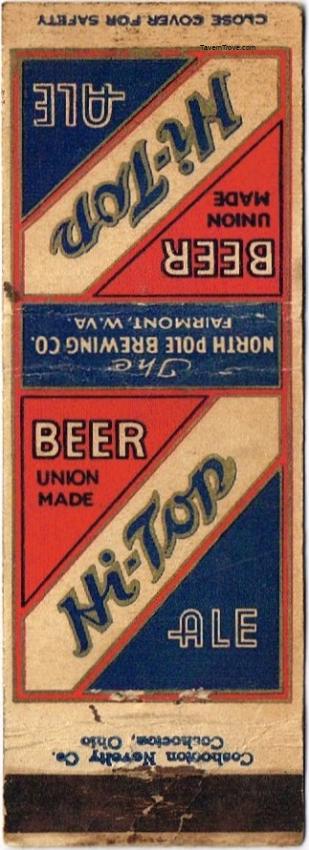 CLOSE COVER FOR SAFETY
TavernTrove.com
ALE
Hi-Top
UNION
MADE
BEER
The
NORTH POLE BREWING CO.
FAIRMONT, W.VA.
BEER
UNION
MADE
Hi-Top
ALE
Coshocton Novelty Co.
Coshocton, Ohio